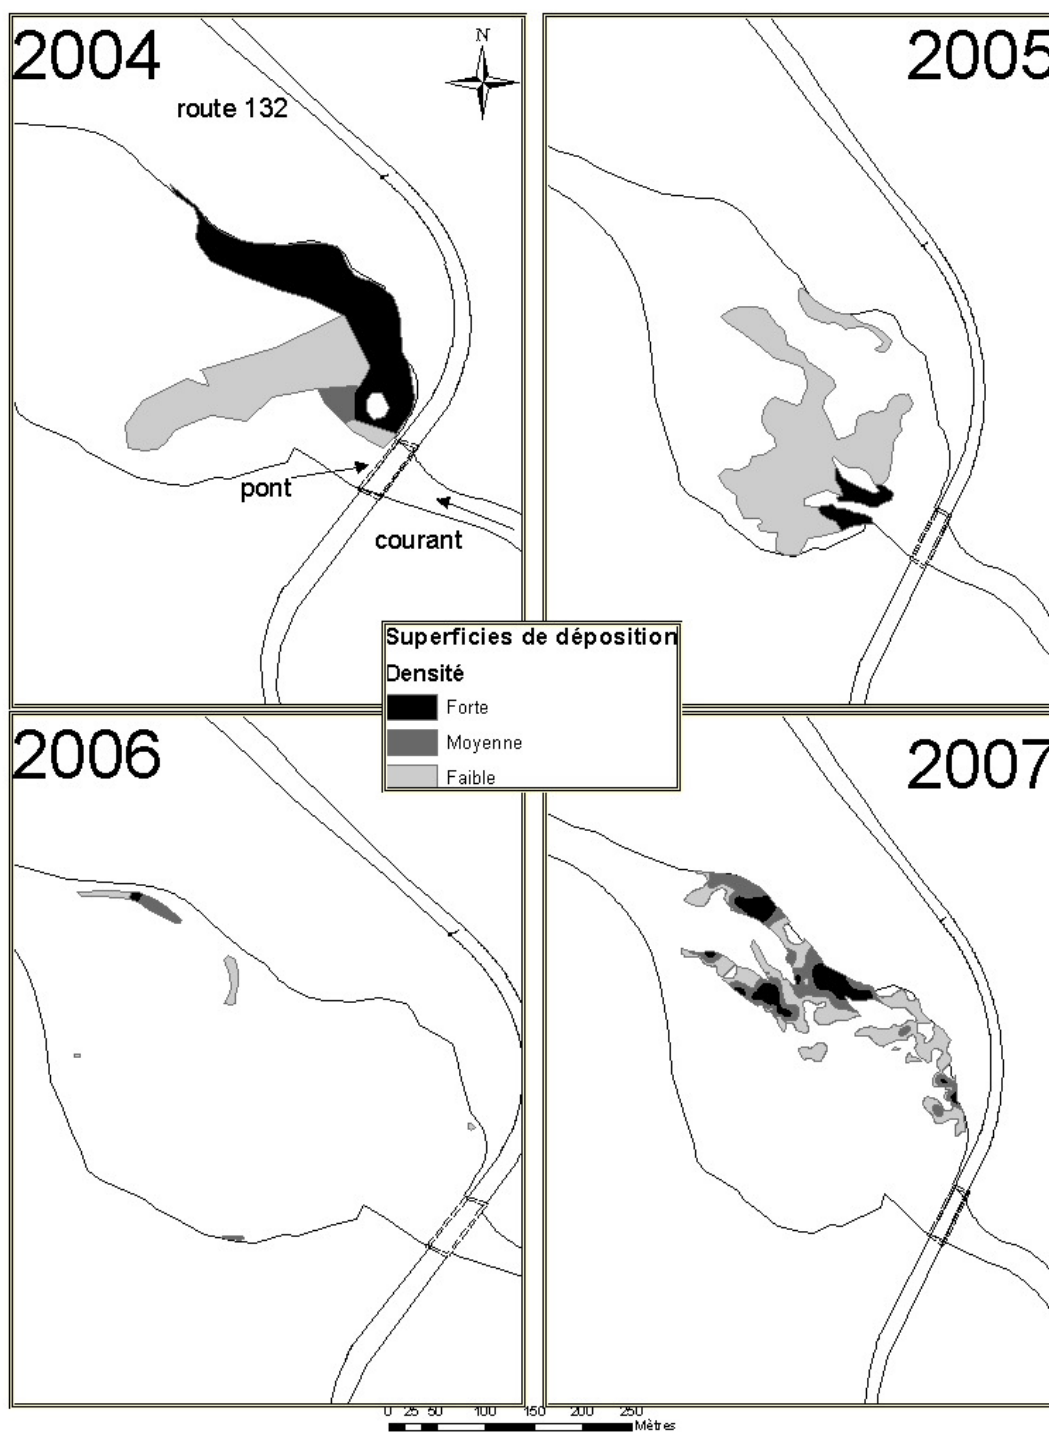 2004
N
route 132
pont
courant
2005
Superficies de déposition
Densité
Forte
Moyenne
Faible
2006
2007
0 25 50 100 150 200 250
Mètres